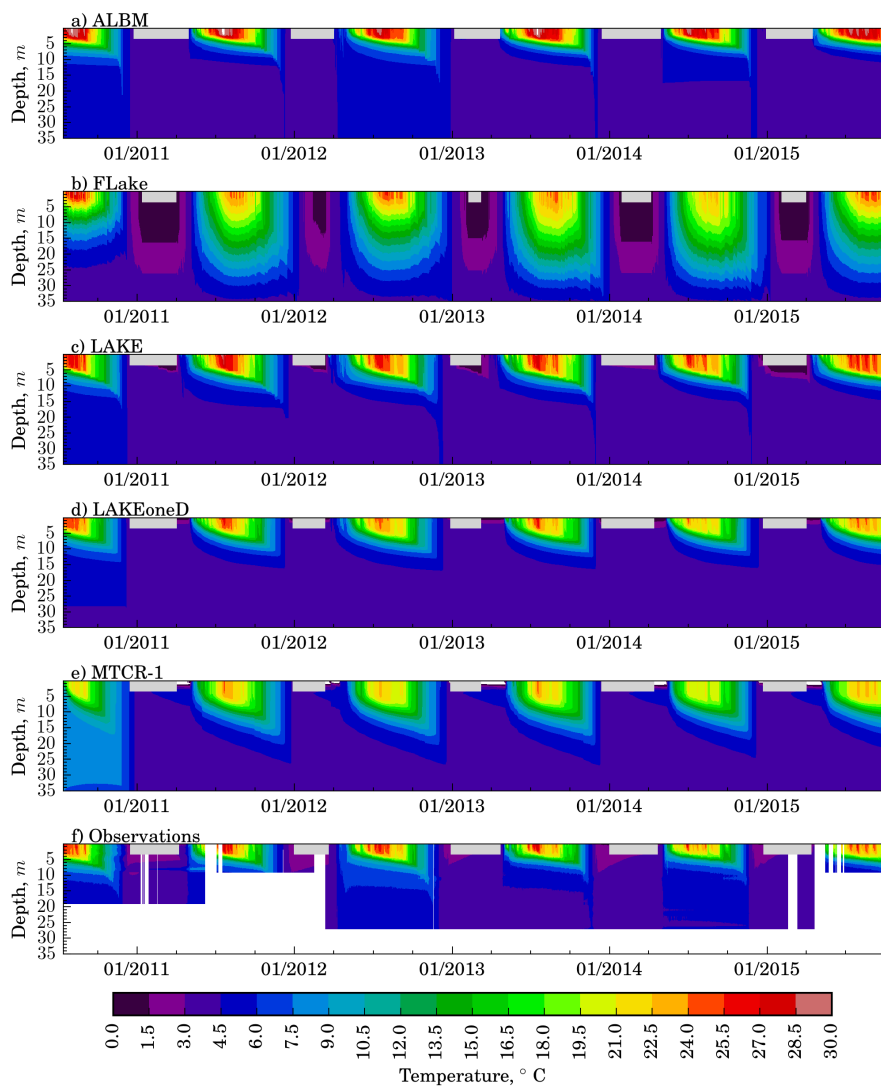 a) ALBM
Depth, m
5
10
15
20
25
30
35
01/2011 01/2012 01/2013 01/2014 01/2015
b) FLake
Depth, m
5
10
15
20
25
30
35
01/2011 01/2012 01/2013 01/2014 01/2015
c) LAKE
Depth, m
5
10
15
20
25
30
35
01/2011 01/2012 01/2013 01/2014 01/2015
d) LAKEoneD
Depth, m
5
10
15
20
25
30
35
01/2011 01/2012 01/2013 01/2014 01/2015
e) MTCR-1
Depth, m
5
10
15
20
25
30
35
01/2011 01/2012 01/2013 01/2014 01/2015
f) Observations
Depth, m
5
10
15
20
25
30
35
01/2011 01/2012 01/2013 01/2014 01/2015
0.0 1.5 3.0 4.5 6.0 7.5 9.0 10.5 12.0 13.5 15.0 16.5 18.0 19.5 21.0 22.5 24.0 25.5 27.0 28.5 30.0
Temperature, ° C